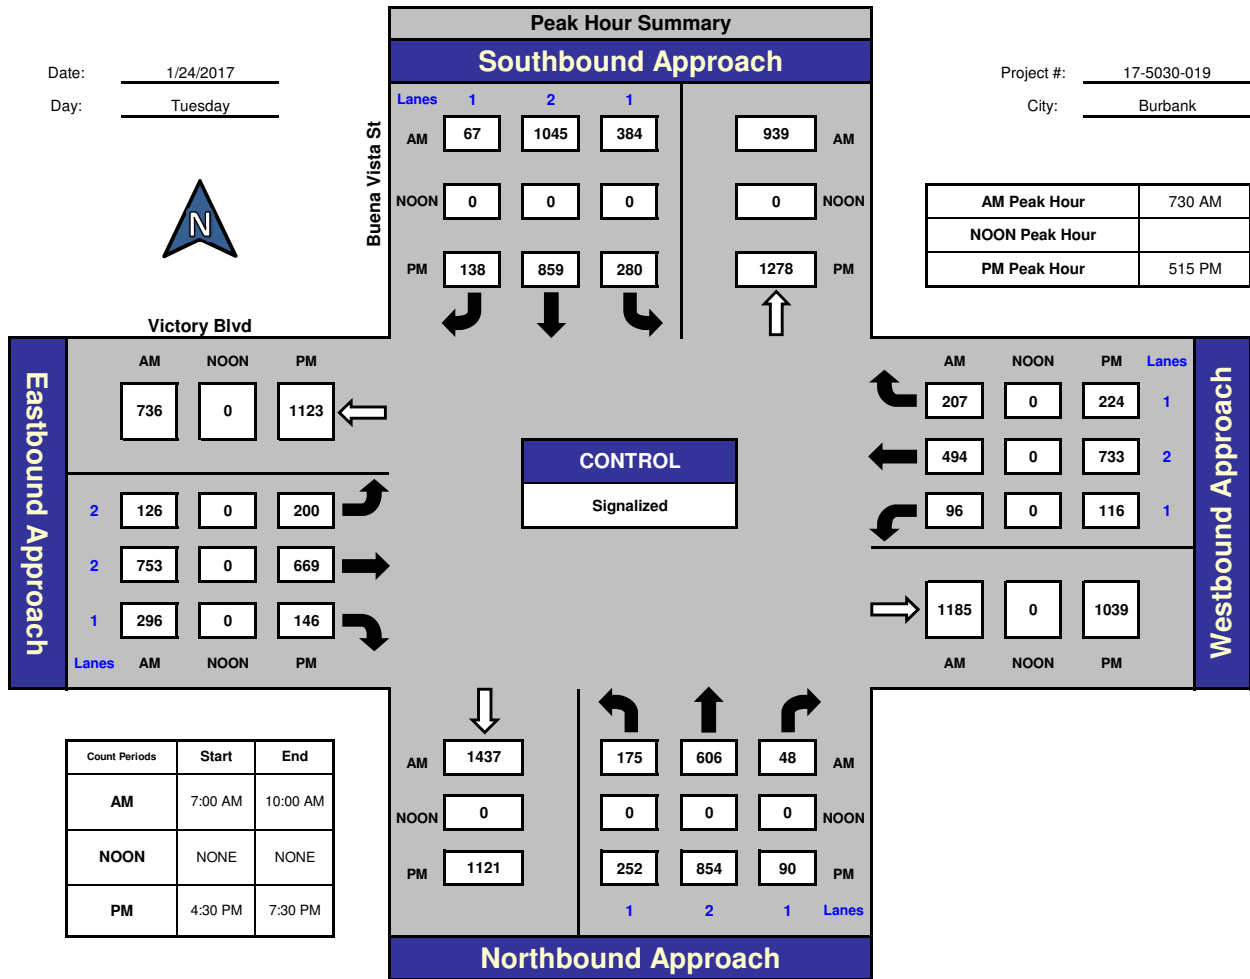 Peak Hour Summary
Southbound Approach
Date: 1/24/2017
Day: Tuesday
Project #: 17-5030-019
City: Burbank
N
Buena Vista St
Lanes 1 2 1
AM 67 1045 384 939 AM
NOON 0 0 0 0 NOON
PM 138 859 280 1278 PM
AM Peak Hour 730 AM
NOON Peak Hour
PM Peak Hour 515 PM
Victory Blvd
Eastbound Approach
AM NOON PM
736 0 1123
2 126 0 200
2 753 0 669
1 296 0 146
Lanes AM NOON PM
CONTROL
Signalized
AM NOON PM Lanes
207 0 224 1
494 0 733 2
96 0 116 1
1185 0 1039
AM NOON PM
Westbound Approach
Count Periods Start End
AM 7:00 AM 10:00 AM
NOON NONE NONE
PM 4:30 PM 7:30 PM
AM 1437 175 606 48 AM
NOON 0 0 0 0 NOON
PM 1121 252 854 90 PM
1 2 1 Lanes
Northbound Approach